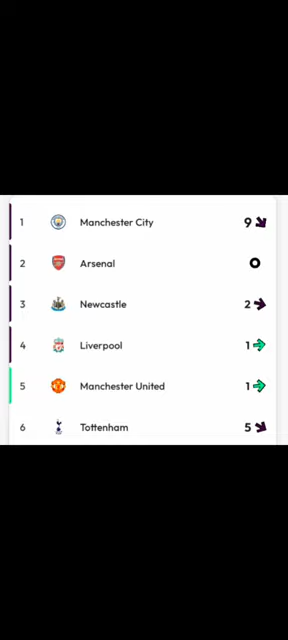 1 Manchester City 9
2 Arsenal 0
3 Newcastle 2
4 Liverpool 1
5 Manchester United 1
6 Tottenham 5